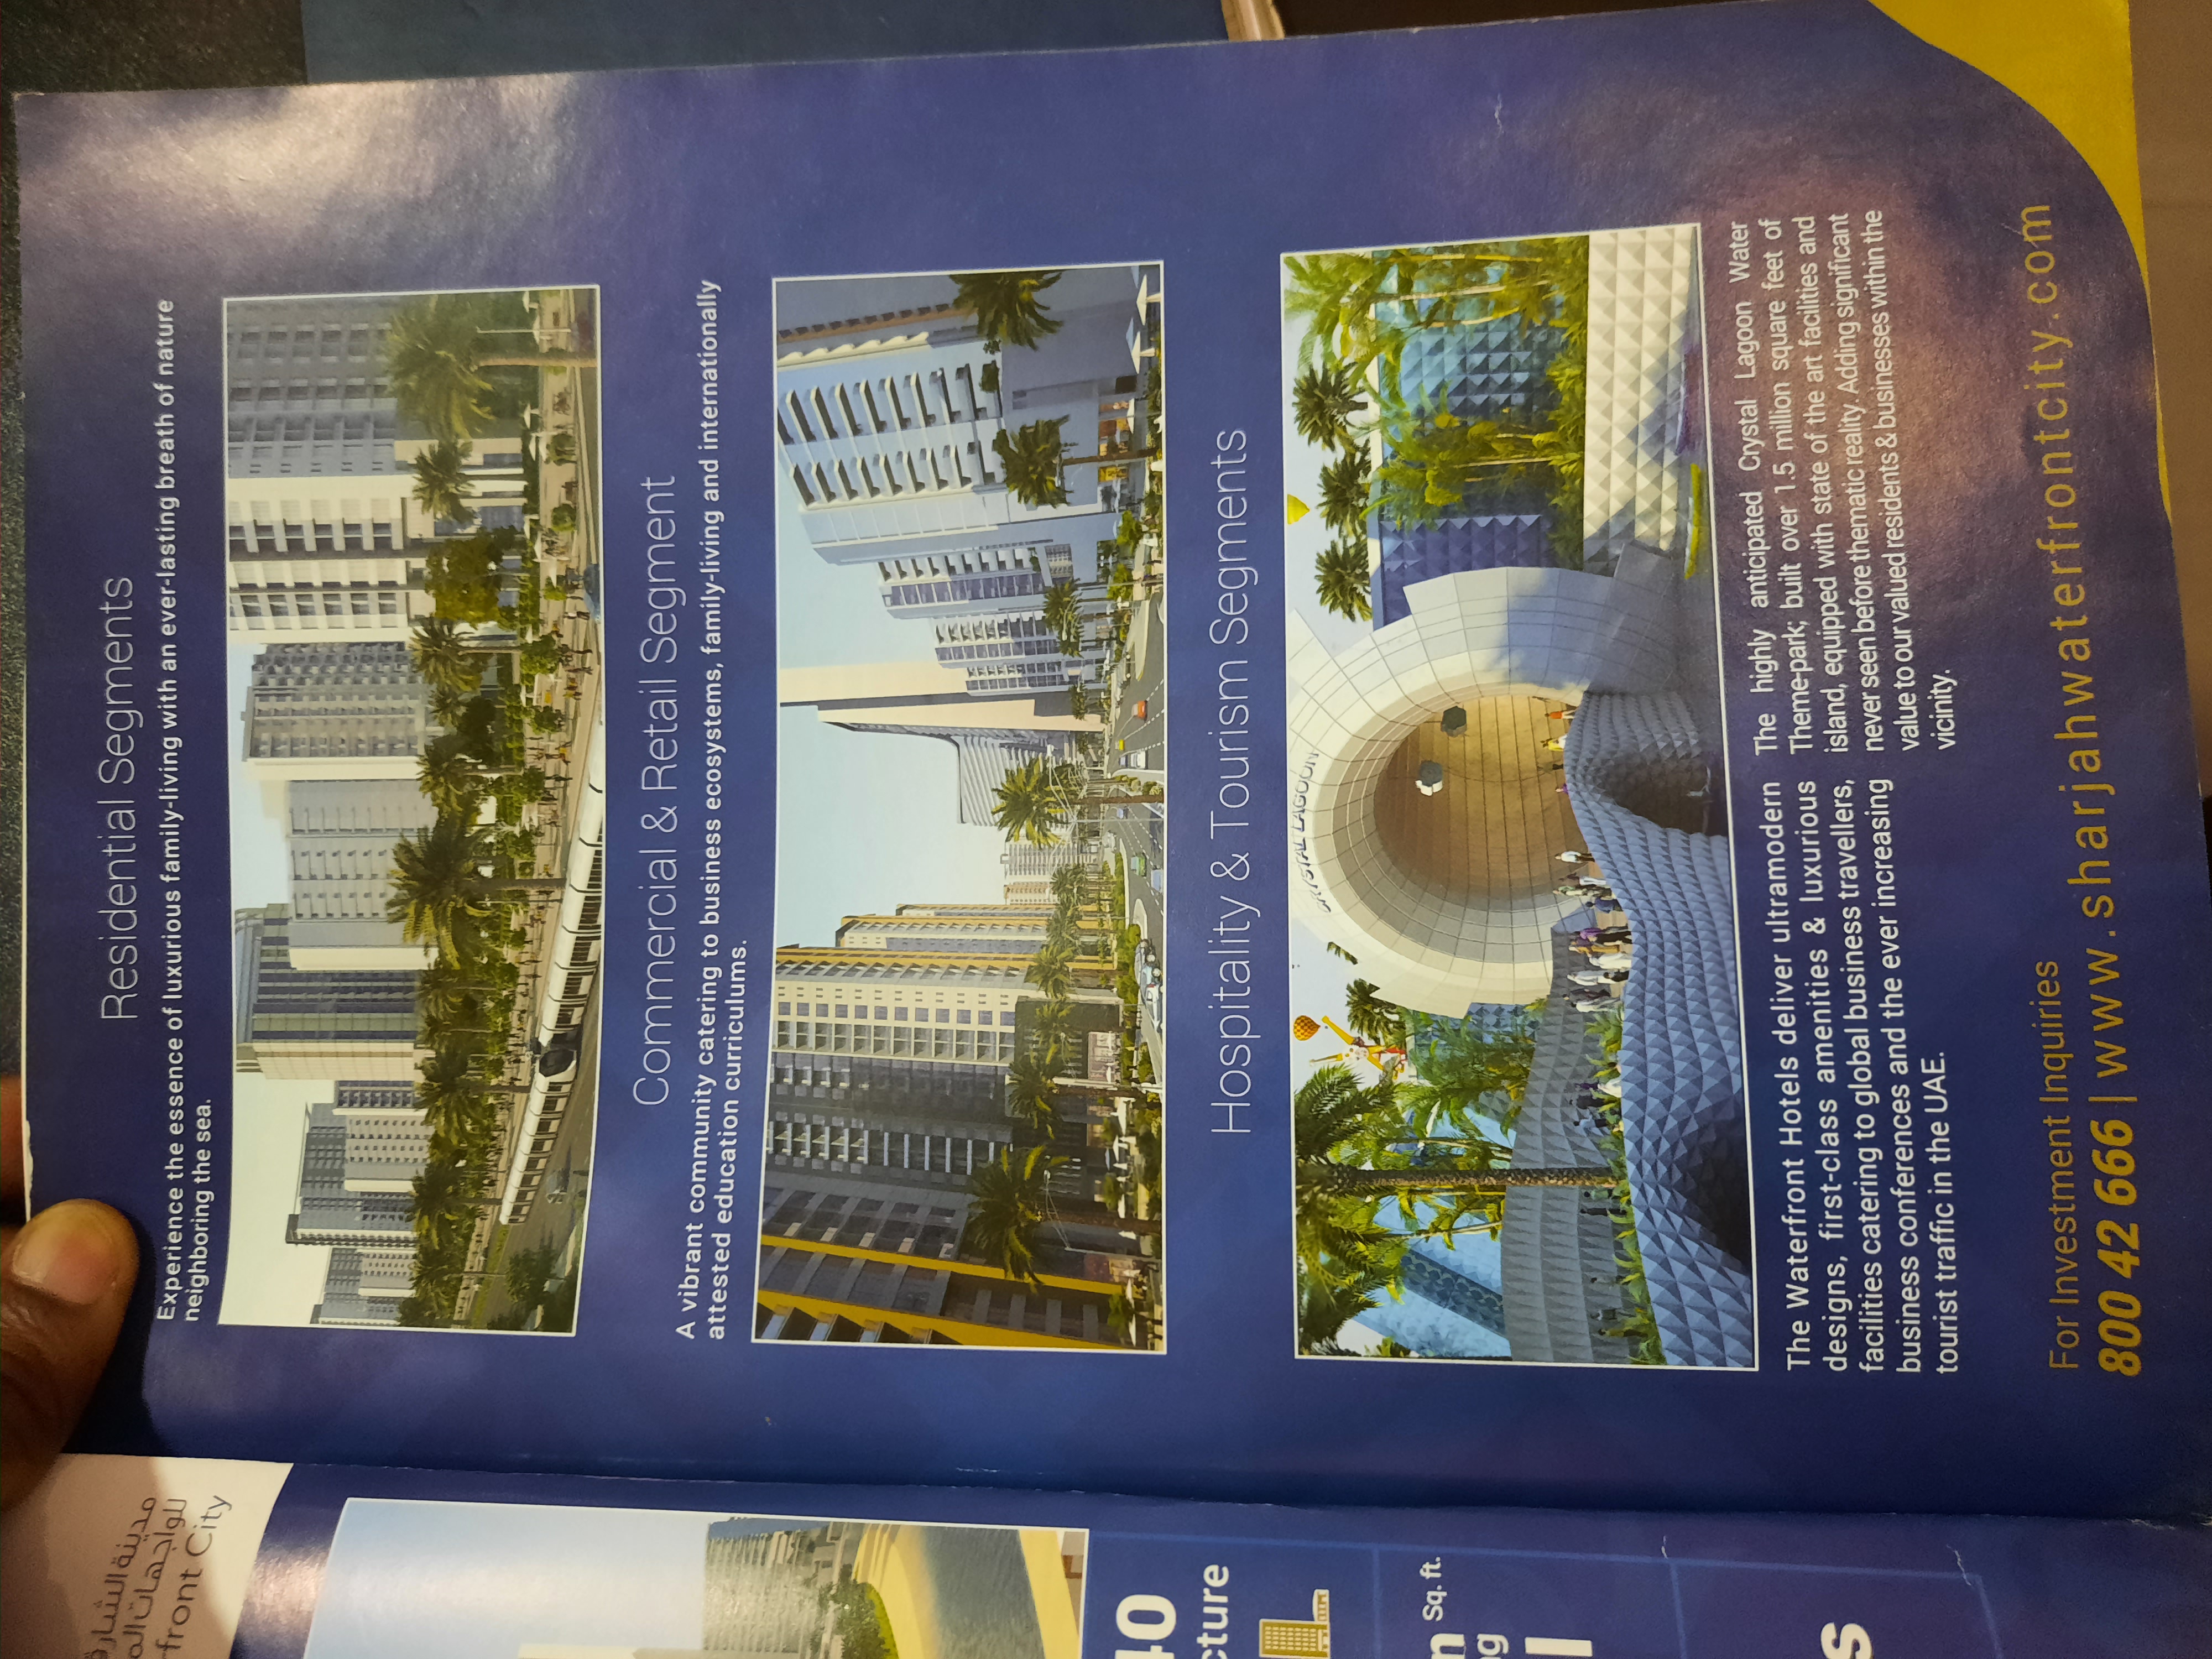 مدينة الشارقة
للواجهات
front City
40
cture
Sq. ft.
Residential Segments
Experience the essence of luxurious family-living with an ever-lasting breath of nature
neighboring the sea.
Commercial & Retail Segment
A vibrant community catering to business ecosystems, family-living and internationally
attested education curriculums.
Hospitality & Tourism Segments
CRYSTAL LAGOON
The Waterfront Hotels deliver ultramodern
designs, first-class amenities & luxurious
facilities catering to global business travellers,
business conferences and the ever increasing
tourist traffic in the UAE.
The highly anticipated Crystal Lagoon Water
Theme-park; built over 1.5 million square feet of
island, equipped with state of the art facilities and
never seen before thematic reality. Adding significant
value to our valued residents & businesses within the
vicinity.
For Investment Inquiries
800 42 666 | www.sharjahwaterfrontcity.com